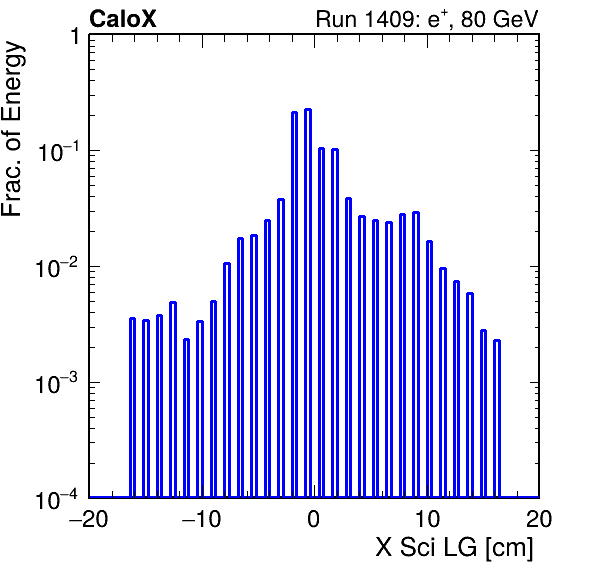 CaloX Run 1409: e⁺, 80 GeV
Frac. of Energy
1
10⁻¹
10⁻²
10⁻³
10⁻⁴
−20 −10 0 10 20
X Sci LG [cm]